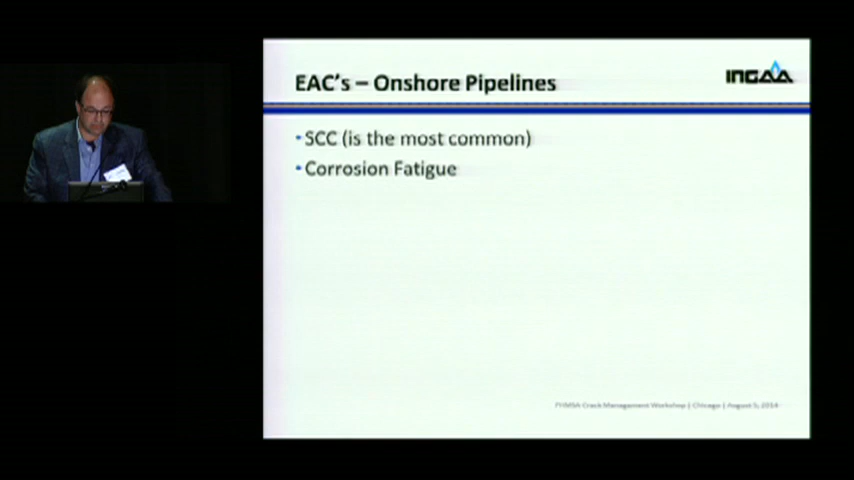 EAC's – Onshore Pipelines
INGAA
SCC (is the most common)
Corrosion Fatigue
PHMSA Crack Management Workshop | Chicago | August 5, 2014